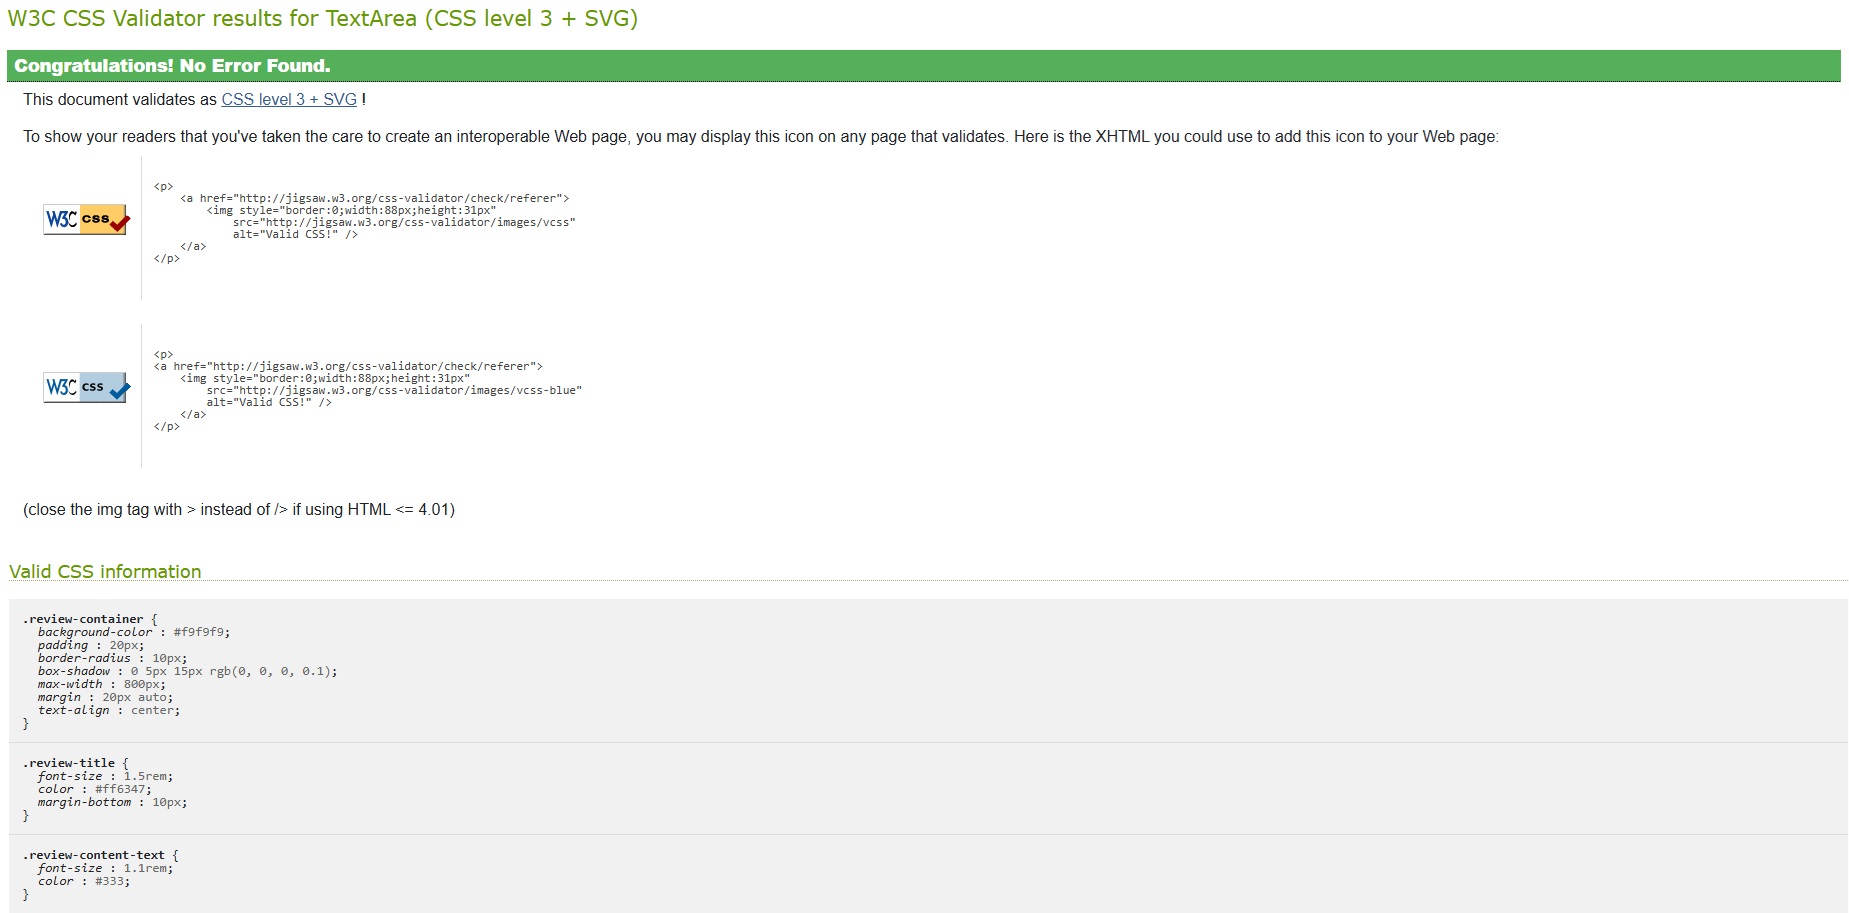 W3C CSS Validator results for TextArea (CSS level 3 + SVG)
Congratulations! No Error Found.
This document validates as CSS level 3 + SVG !
To show your readers that you've taken the care to create an interoperable Web page, you may display this icon on any page that validates. Here is the XHTML you could use to add this icon to your Web page:
W3C css
<p>
    <a href="http://jigsaw.w3.org/css-validator/check/referer">
        <img style="border:0;width:88px;height:31px"
            src="http://jigsaw.w3.org/css-validator/images/vcss"
            alt="Valid CSS!" />
    </a>
</p>
W3C css
<p>
<a href="http://jigsaw.w3.org/css-validator/check/referer">
    <img style="border:0;width:88px;height:31px"
        src="http://jigsaw.w3.org/css-validator/images/vcss-blue"
        alt="Valid CSS!" />
    </a>
</p>
(close the img tag with > instead of /> if using HTML <= 4.01)
Valid CSS information
.review-container {
  background-color : #f9f9f9;
  padding : 20px;
  border-radius : 10px;
  box-shadow : 0 5px 15px rgb(0, 0, 0, 0.1);
  max-width : 800px;
  margin : 20px auto;
  text-align : center;
}
.review-title {
  font-size : 1.5rem;
  color : #ff6347;
  margin-bottom : 10px;
}
.review-content-text {
  font-size : 1.1rem;
  color : #333;
}